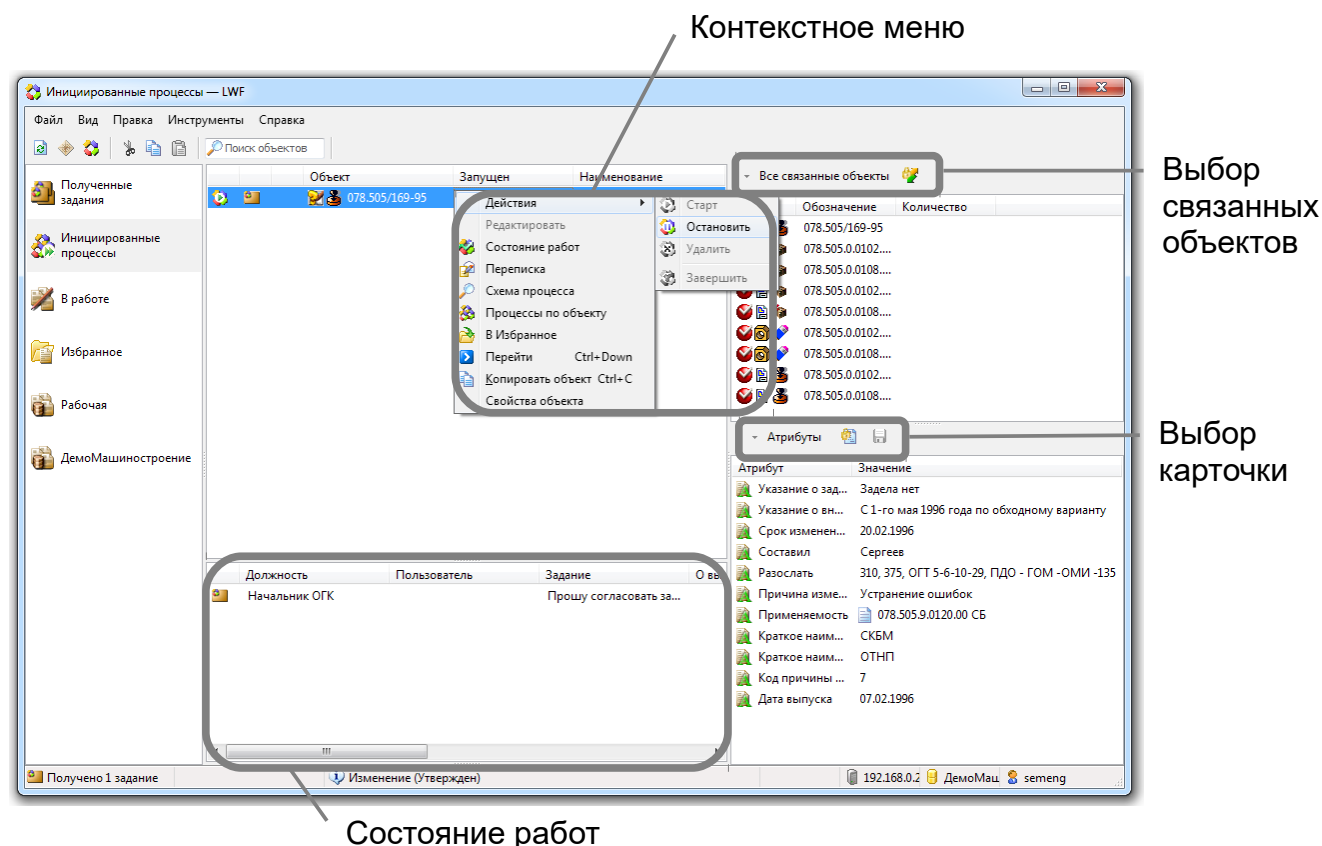 Контекстное меню
Инициированные процессы — LWF
Файл Вид Правка Инструменты Справка
Поиск объектов
Полученные
задания
Инициированные
процессы
В работе
Избранное
Рабочая
ДемоМашиностроение
Объект Запущен Наименование
078.505/169-95
Действия
Редактировать
Состояние работ
Переписка
Схема процесса
Процессы по объекту
В Избранное
Перейти Ctrl+Down
Копировать объект Ctrl+C
Свойства объекта
Старт
Остановить
Удалить
Завершить
Все связанные объекты
Обозначение Количество
078.505/169-95
078.505.0.0102....
078.505.0.0108....
078.505.0.0102....
078.505.0.0108....
078.505.0.0102....
078.505.0.0108....
078.505.0.0102....
078.505.0.0108....
Выбор
связанных
объектов
Атрибуты
Выбор
карточки
Атрибут Значение
Указание о зад... Задела нет
Указание о вн... С 1-го мая 1996 года по обходному варианту
Срок изменен... 20.02.1996
Составил Сергеев
Разослать 310, 375, ОГТ 5-6-10-29, ПДО - ГОМ -ОМИ -135
Причина изме... Устранение ошибок
Применяемость 078.505.9.0120.00 СБ
Краткое наим... СКБМ
Краткое наим... ОТНП
Код причины ... 7
Дата выпуска 07.02.1996
Должность Пользователь Задание О вы
Начальник ОГК Прошу согласовать за...
Получено 1 задание Изменение (Утвержден) 192.168.0.2 ДемоМаш semeng
Состояние работ